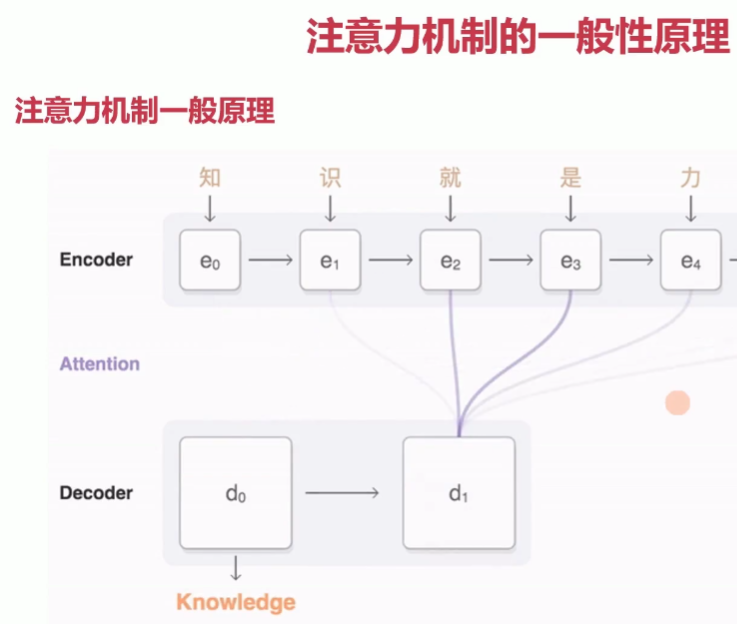 注意力机制的一般性原理
注意力机制一般原理
知 识 就 是 力
Encoder e₀ e₁ e₂ e₃ e₄
Attention
Decoder d₀ d₁
Knowledge